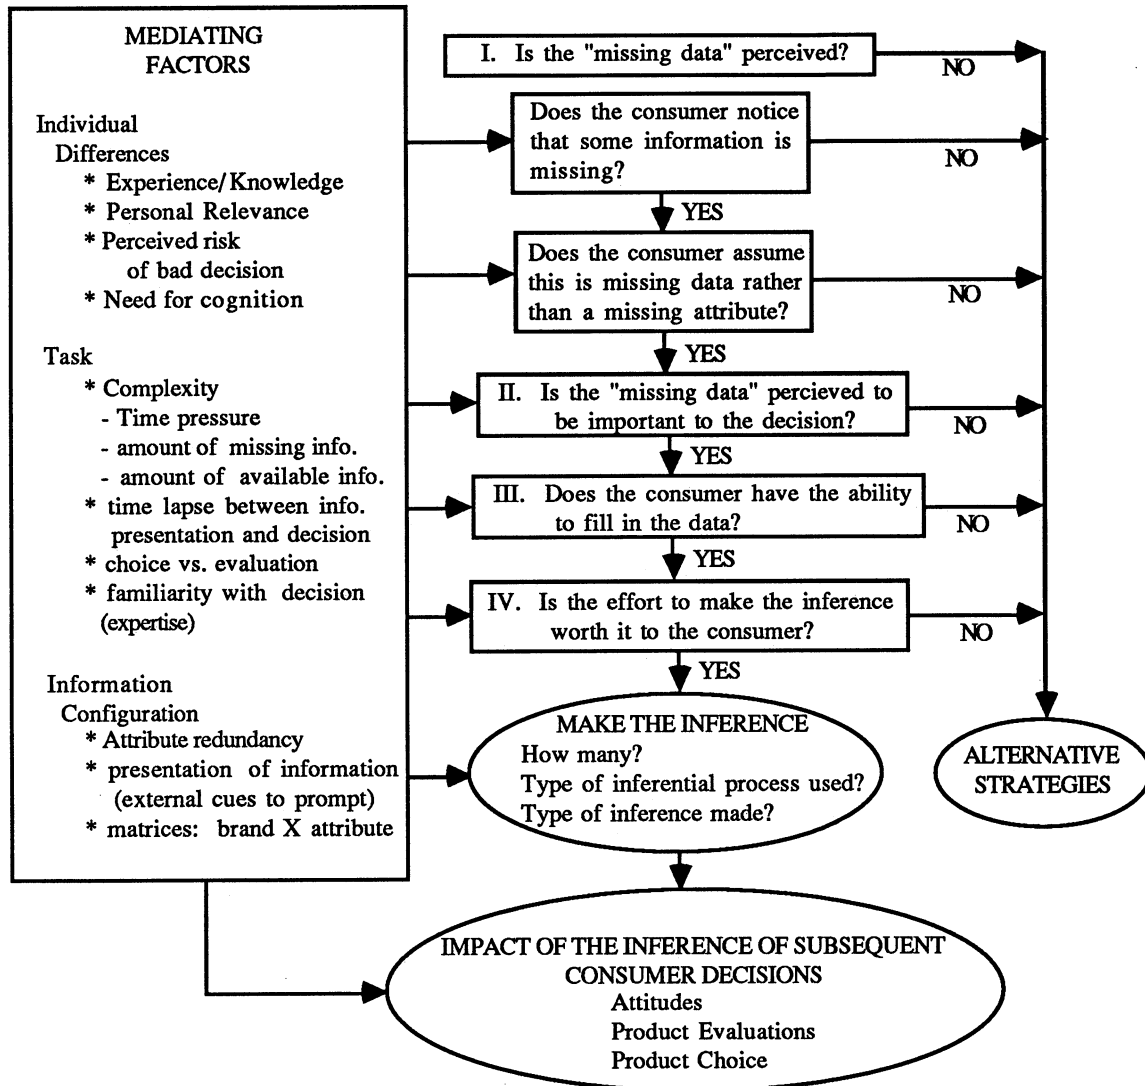 MEDIATING
FACTORS
Individual
Differences
* Experience/Knowledge
* Personal Relevance
* Perceived risk
of bad decision
* Need for cognition
Task
* Complexity
- Time pressure
- amount of missing info.
- amount of available info.
* time lapse between info.
presentation and decision
* choice vs. evaluation
* familiarity with decision
(expertise)
Information
Configuration
* Attribute redundancy
* presentation of information
(external cues to prompt)
* matrices: brand X attribute
I. Is the "missing data" perceived?
NO
Does the consumer notice
that some information is
missing?
NO
YES
Does the consumer assume
this is missing data rather
than a missing attribute?
NO
YES
II. Is the "missing data" percieved to
be important to the decision?
NO
YES
III. Does the consumer have the ability
to fill in the data?
NO
YES
IV. Is the effort to make the inference
worth it to the consumer?
NO
YES
MAKE THE INFERENCE
How many?
Type of inferential process used?
Type of inference made?
ALTERNATIVE
STRATEGIES
IMPACT OF THE INFERENCE OF SUBSEQUENT
CONSUMER DECISIONS
Attitudes
Product Evaluations
Product Choice